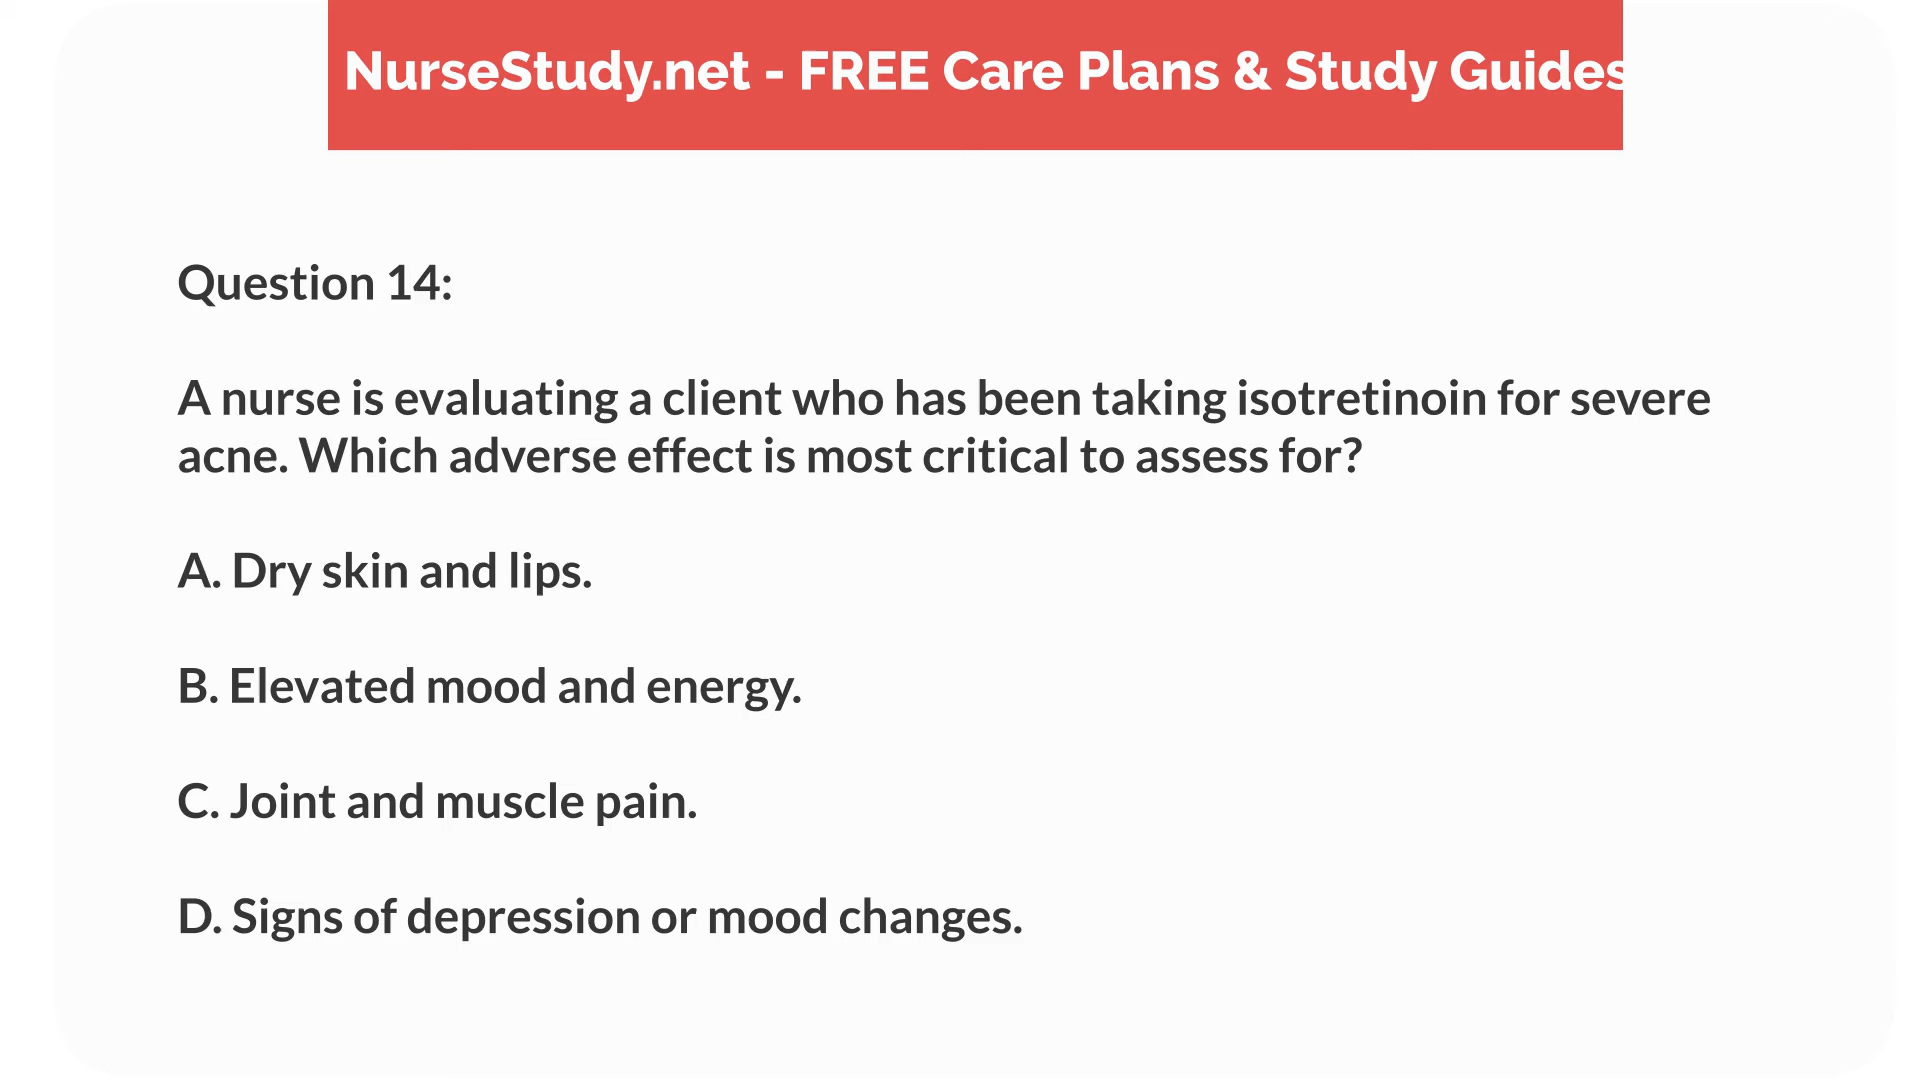 NurseStudy.net - FREE Care Plans & Study Guides
Question 14:
A nurse is evaluating a client who has been taking isotretinoin for severe
acne. Which adverse effect is most critical to assess for?
A. Dry skin and lips.
B. Elevated mood and energy.
C. Joint and muscle pain.
D. Signs of depression or mood changes.